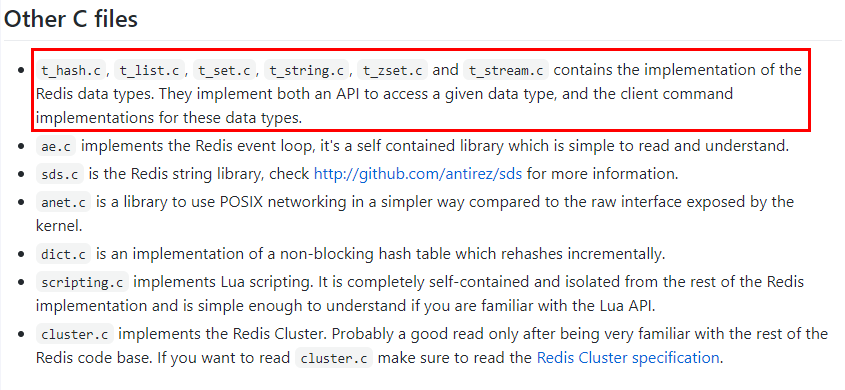 Other C files
t_hash.c , t_list.c , t_set.c , t_string.c , t_zset.c and t_stream.c contains the implementation of the
Redis data types. They implement both an API to access a given data type, and the client command
implementations for these data types.
ae.c implements the Redis event loop, it's a self contained library which is simple to read and understand.
sds.c is the Redis string library, check http://github.com/antirez/sds for more information.
anet.c is a library to use POSIX networking in a simpler way compared to the raw interface exposed by the
kernel.
dict.c is an implementation of a non-blocking hash table which rehashes incrementally.
scripting.c implements Lua scripting. It is completely self-contained and isolated from the rest of the Redis
implementation and is simple enough to understand if you are familiar with the Lua API.
cluster.c implements the Redis Cluster. Probably a good read only after being very familiar with the rest of the
Redis code base. If you want to read cluster.c make sure to read the Redis Cluster specification.